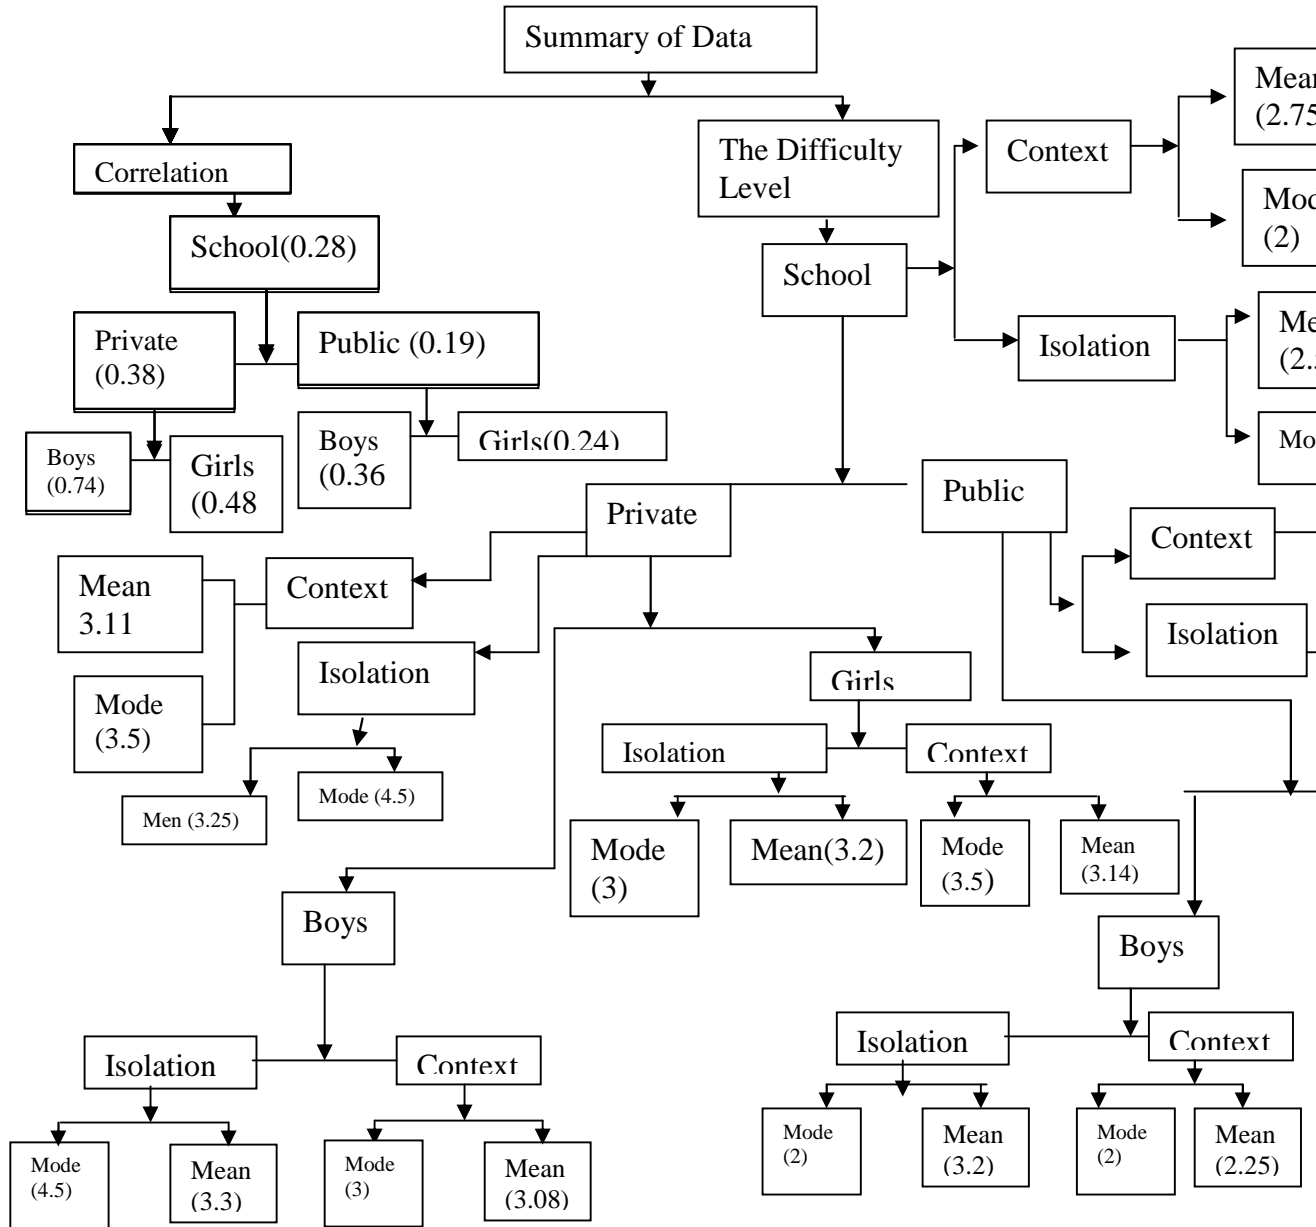 Summary of Data
Correlation
School(0.28)
Private
(0.38)
Public (0.19)
Boys
(0.74)
Girls
(0.48
Boys
(0.36
Girls(0.24)
The Difficulty
Level
School
Context
(2.75
(2)
Isolation
(2.
Private
Public
Context
Isolation
Context
Mean
3.11
Mode
(3.5)
Isolation
Men (3.25)
Mode (4.5)
Girls
Isolation
Context
Mode
(3)
Mean(3.2)
Mode
(3.5)
Mean
(3.14)
Boys
Isolation
Context
Mode
(4.5)
Mean
(3.3)
Mode
(3)
Mean
(3.08)
Boys
Isolation
Context
Mode
(2)
Mean
(3.2)
Mode
(2)
Mean
(2.25)